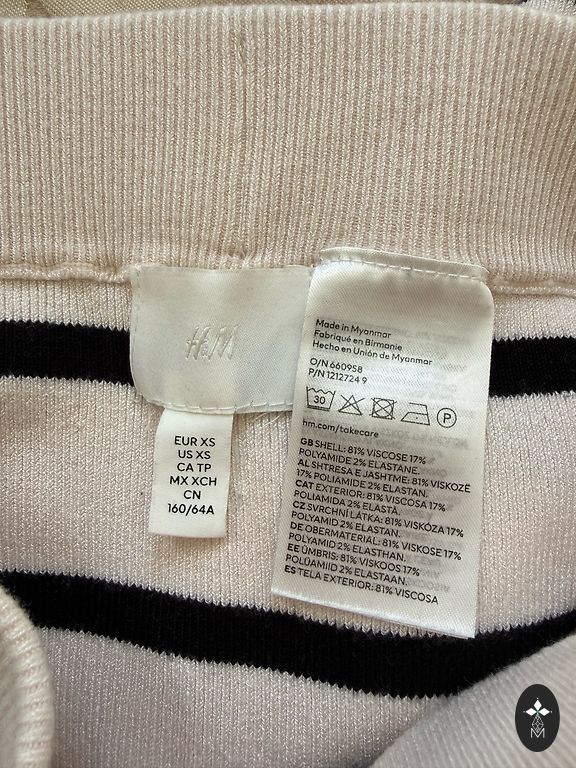 H&M
EUR XS
US XS
CA TP
MX XCH
CN
160/64A
Made in Myanmar
Fabriqué en Birmanie
Hecho en Unión de Myanmar
O/N 660958
P/N 1212724 9
30
P
hm.com/takecare
GB SHELL: 81% VISCOSE 17%
POLYAMIDE 2% ELASTANE.
AL SHTRESA E JASHTME: 81% VISKOZË
17% POLIAMIDE 2% ELASTAN.
CAT EXTERIOR: 81% VISCOSA 17%
POLIAMIDA 2% ELASTÀ.
CZ SVRCHNÍ LÁTKA: 81% VISKÓZA 17%
POLYAMID 2% ELASTAN.
DE OBERMATERIAL: 81% VISKOSE 17%
POLYAMID 2% ELASTHAN.
EE ÜMBRIS: 81% VISKOOS 17%
POLÜAMIID 2% ELASTAAN.
ES TELA EXTERIOR: 81% VISCOSA
M